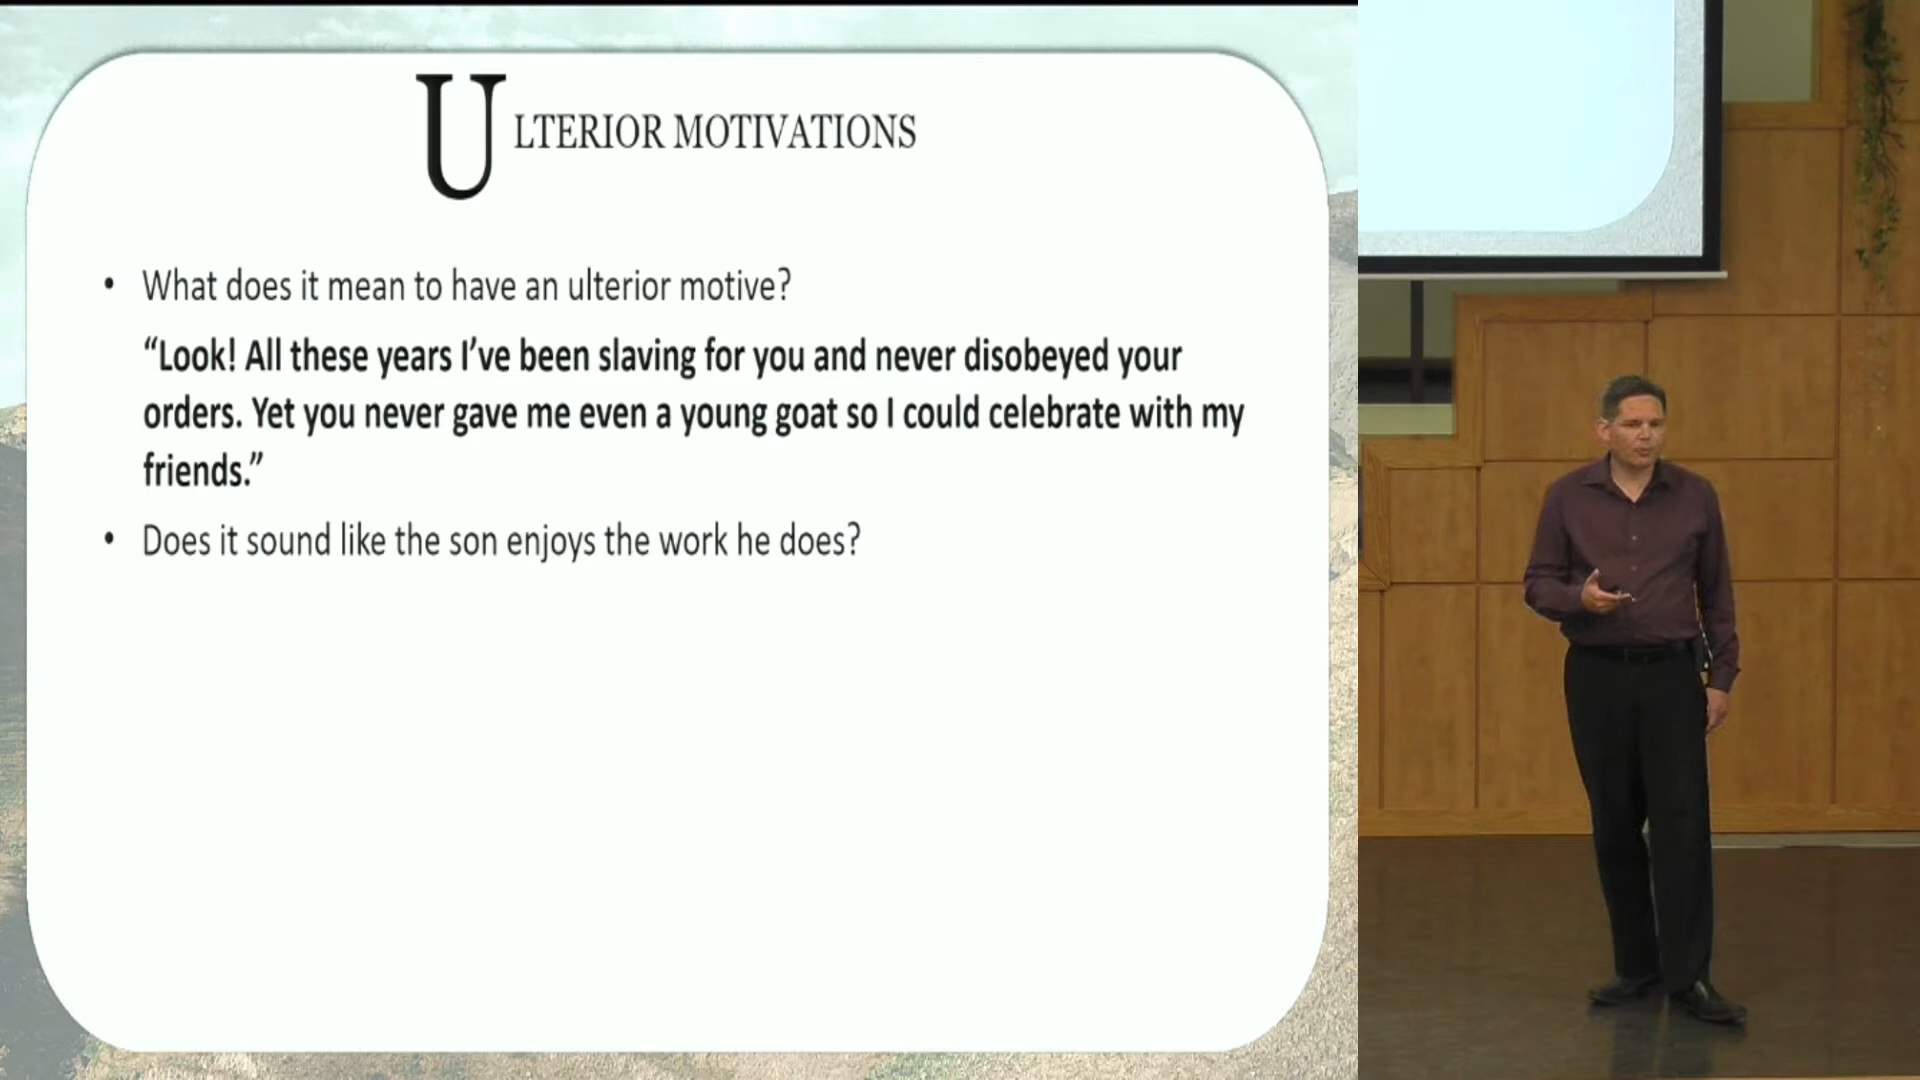 ULTERIOR MOTIVATIONS
• What does it mean to have an ulterior motive?
“Look! All these years I’ve been slaving for you and never disobeyed your
orders. Yet you never gave me even a young goat so I could celebrate with my
friends.”
• Does it sound like the son enjoys the work he does?